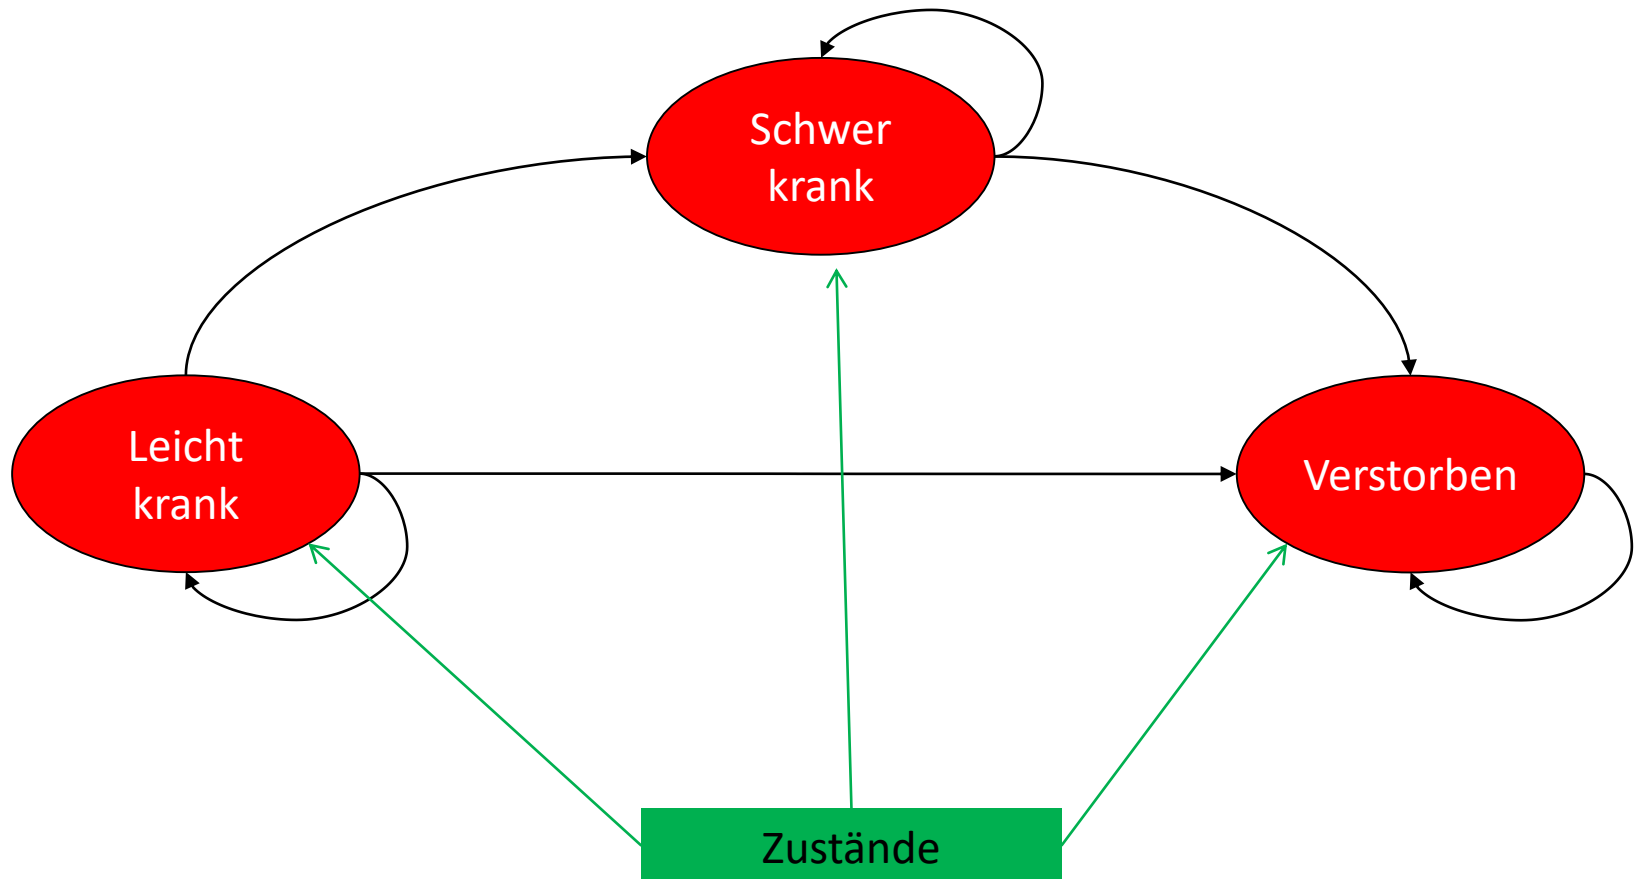 Schwer
krank
Leicht
krank
Verstorben
Zustände